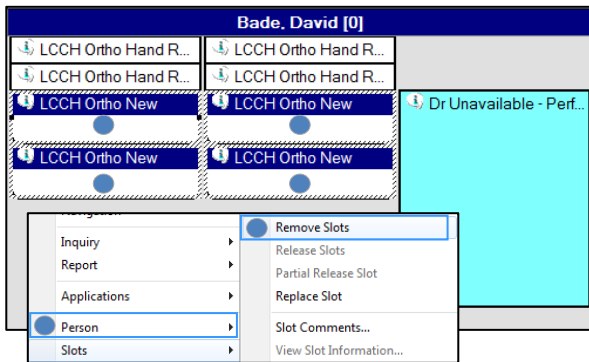 Bade, David [0]
LCCH Ortho Hand R... LCCH Ortho Hand R...
LCCH Ortho Hand R... LCCH Ortho Hand R...
LCCH Ortho New LCCH Ortho New Dr Unavailable - Perf...
LCCH Ortho New LCCH Ortho New
Navigation
Inquiry
Report
Applications
Person
Slots
Remove Slots
Release Slots
Partial Release Slot
Replace Slot
Slot Comments...
View Slot Information...